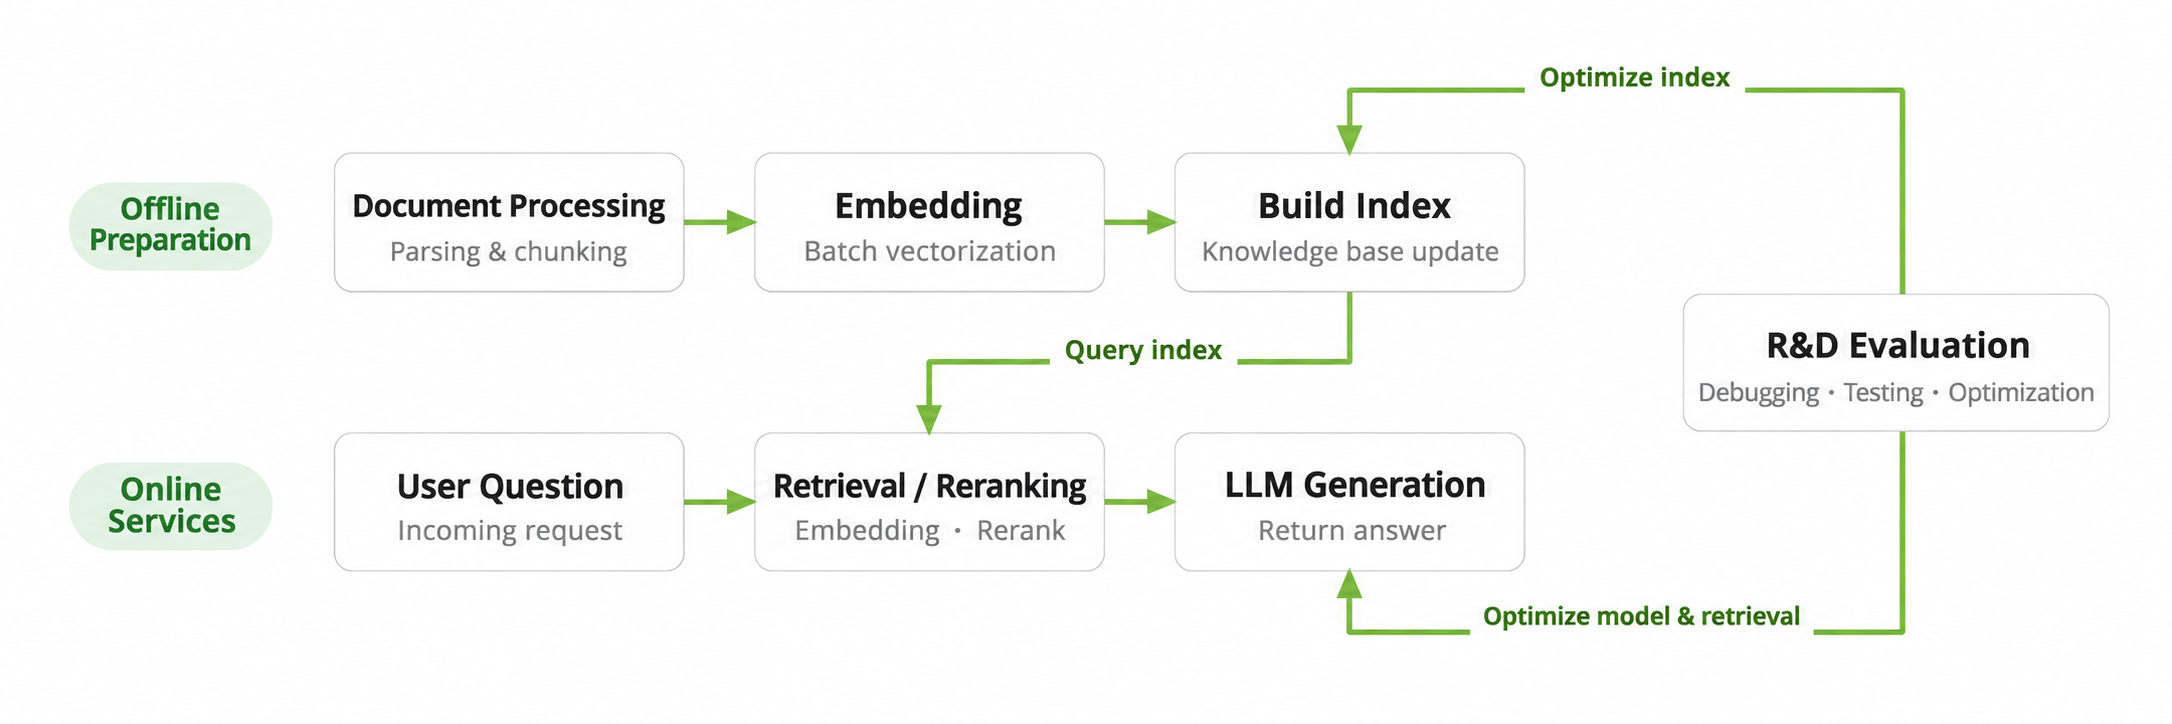 Optimize index
Offline
Preparation
Document Processing
Parsing & chunking
Embedding
Batch vectorization
Build Index
Knowledge base update
Query index
R&D Evaluation
Debugging · Testing · Optimization
Online
Services
User Question
Incoming request
Retrieval / Reranking
Embedding · Rerank
LLM Generation
Return answer
Optimize model & retrieval